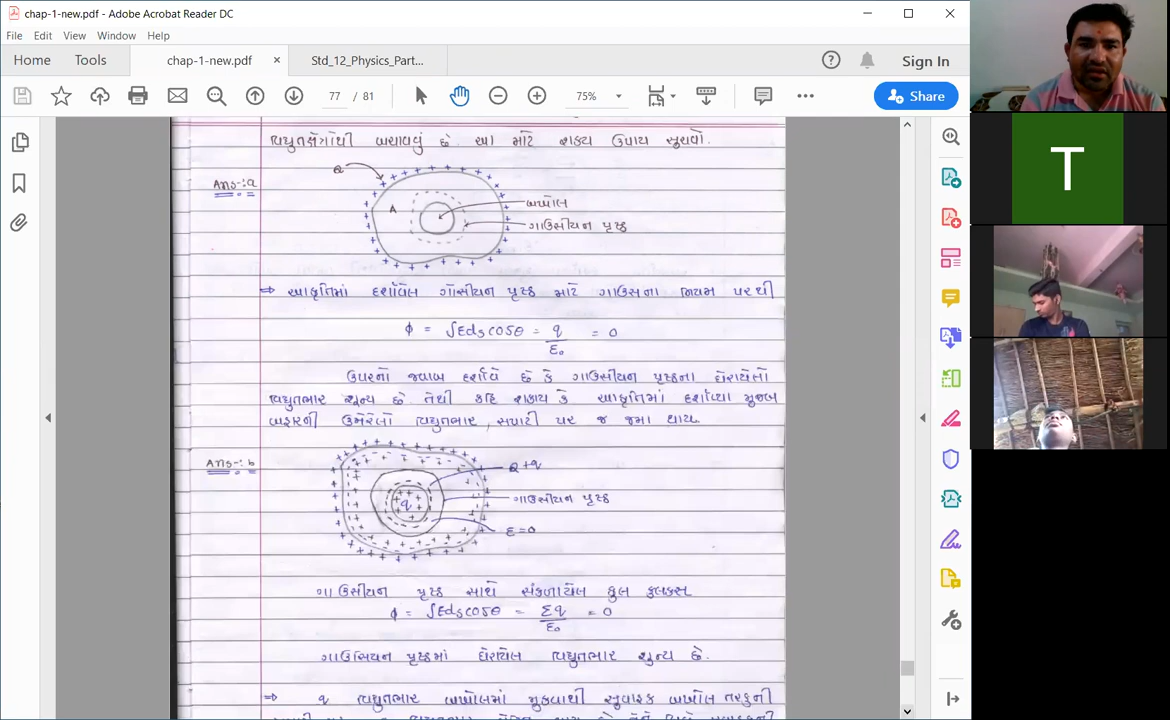 chap-1-new.pdf - Adobe Acrobat Reader DC
File Edit View Window Help
Home Tools chap-1-new.pdf × Std_12_Physics_Part... Sign In
77 / 81 75% Share
વિદ્યુતક્ષેત્રોથી બચાવવું છે. આ માટે શક્ય ઉપાય સૂચવો.
Ans-:a
Q
A
બખોલ
ગાઉસીયન પૃષ્ઠ
⇒ આકૃતિમાં દર્શાવેલ ગૉસીયન પૃષ્ઠ માટે ગાઉસના નિયમ પરથી
ϕ = ∫Eds cosθ = q/ε₀ = 0
ઉપરનો જવાબ દર્શાવે છે કે ગાઉસીયન પૃષ્ઠના ઘેરાયેલો
વિદ્યુતભાર શૂન્ય છે. તેથી કહિ શકાય કે આકૃતિમાં દર્શાવ્યા મુજબ
બહારની ઉમેરેલો વિદ્યુતભાર, સપાટી પર જ જમા થાય.
Ans-: b
Q+q
q
ગાઉસીયન પૃષ્ઠ
E=0
ગાઉસીયન પૃષ્ઠ સાથે સંકળાયેલ કુલ ફલક્સ
ϕ = ∫Eds cosθ = Σq/ε₀ = 0
ગાઉસિયન પૃષ્ઠમાં ઘેરાયેલ વિદ્યુતભાર શૂન્ય છે.
⇒ q વિદ્યુતભાર બખોલમાં મુકવાથી સુવાહક બખોલ તરફની
T